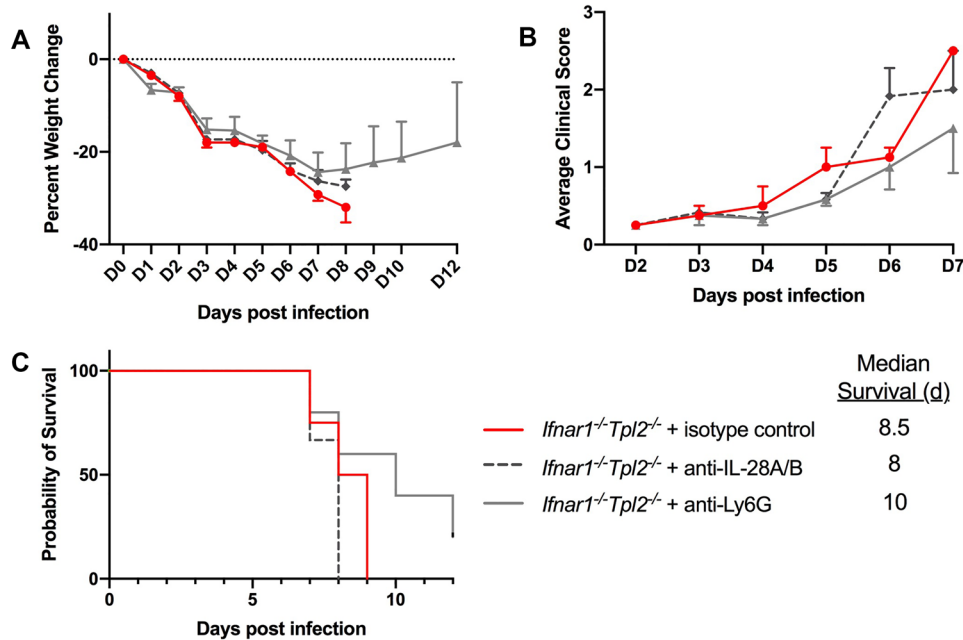 A
Percent Weight Change
0
-20
-40
D0 D1 D2 D3 D4 D5 D6 D7 D8 D9 D10 D12
Days post infection
B
Average Clinical Score
3
2
1
0
D2 D3 D4 D5 D6 D7
Days post infection
C
Probability of Survival
100
50
0
0 5 10
Days post infection
Median
Survival (d)
Ifnar1-/-Tpl2-/- + isotype control 8.5
Ifnar1-/-Tpl2-/- + anti-IL-28A/B 8
Ifnar1-/-Tpl2-/- + anti-Ly6G 10